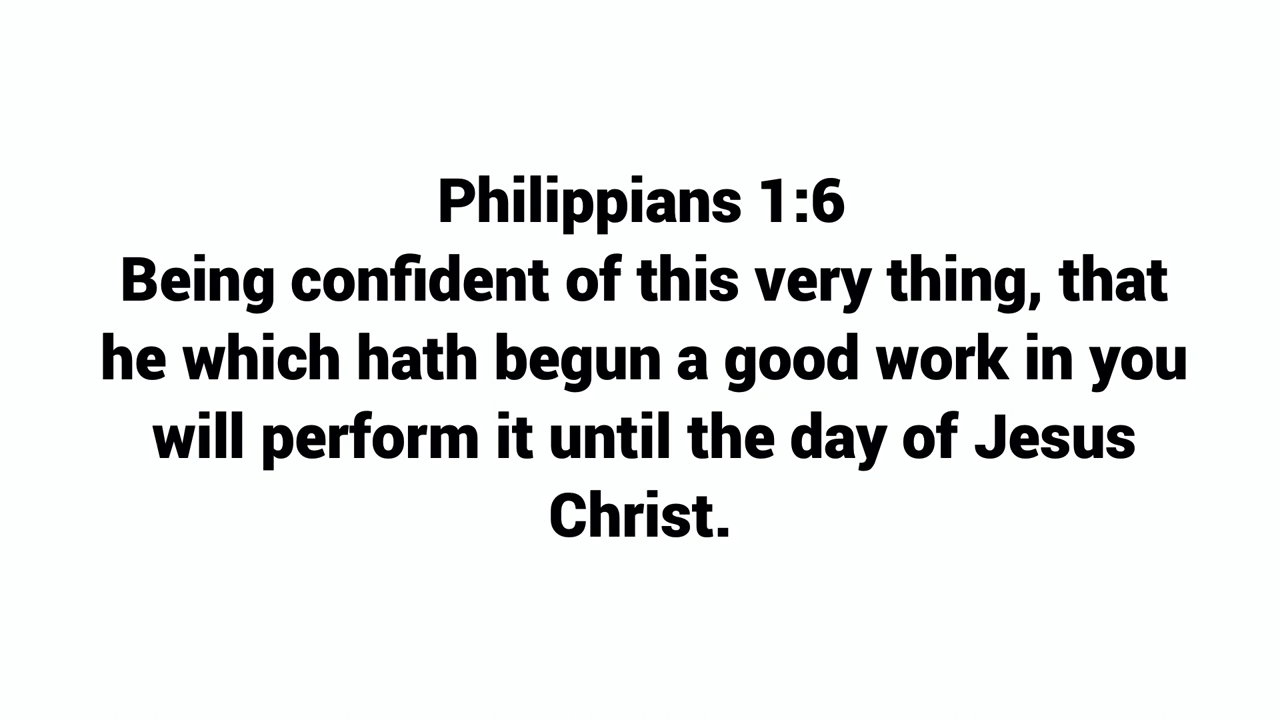 Philippians 1:6
Being confident of this very thing, that
he which hath begun a good work in you
will perform it until the day of Jesus
Christ.